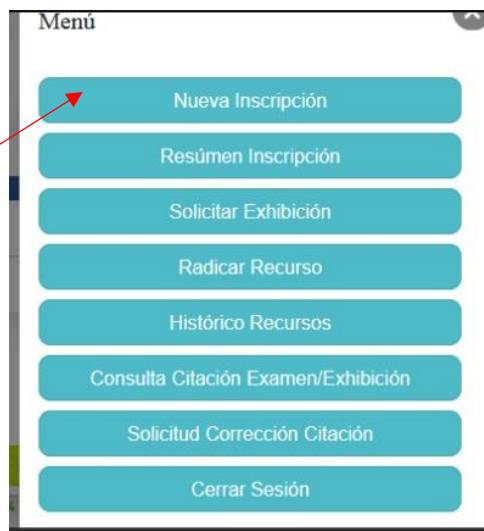 Menú
Nueva Inscripción
Resúmen Inscripción
Solicitar Exhibición
Radicar Recurso
Histórico Recursos
Consulta Citación Examen/Exhibición
Solicitud Corrección Citación
Cerrar Sesión